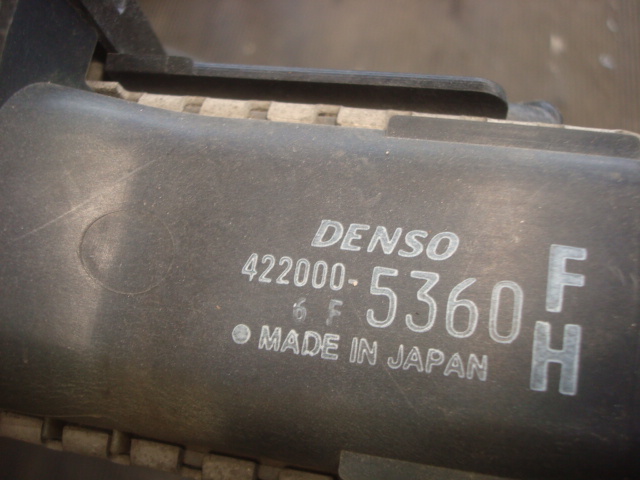 DENSO
422000-5360
6 F
● MADE IN JAPAN
F
H